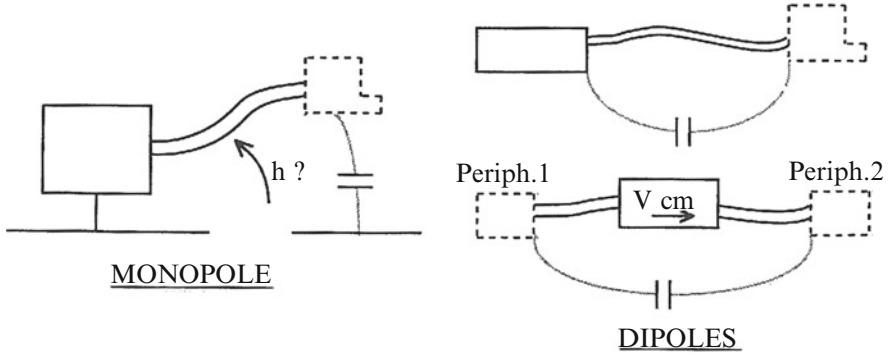 h ?
MONOPOLE
Periph.1
V cm
Periph.2
DIPOLES